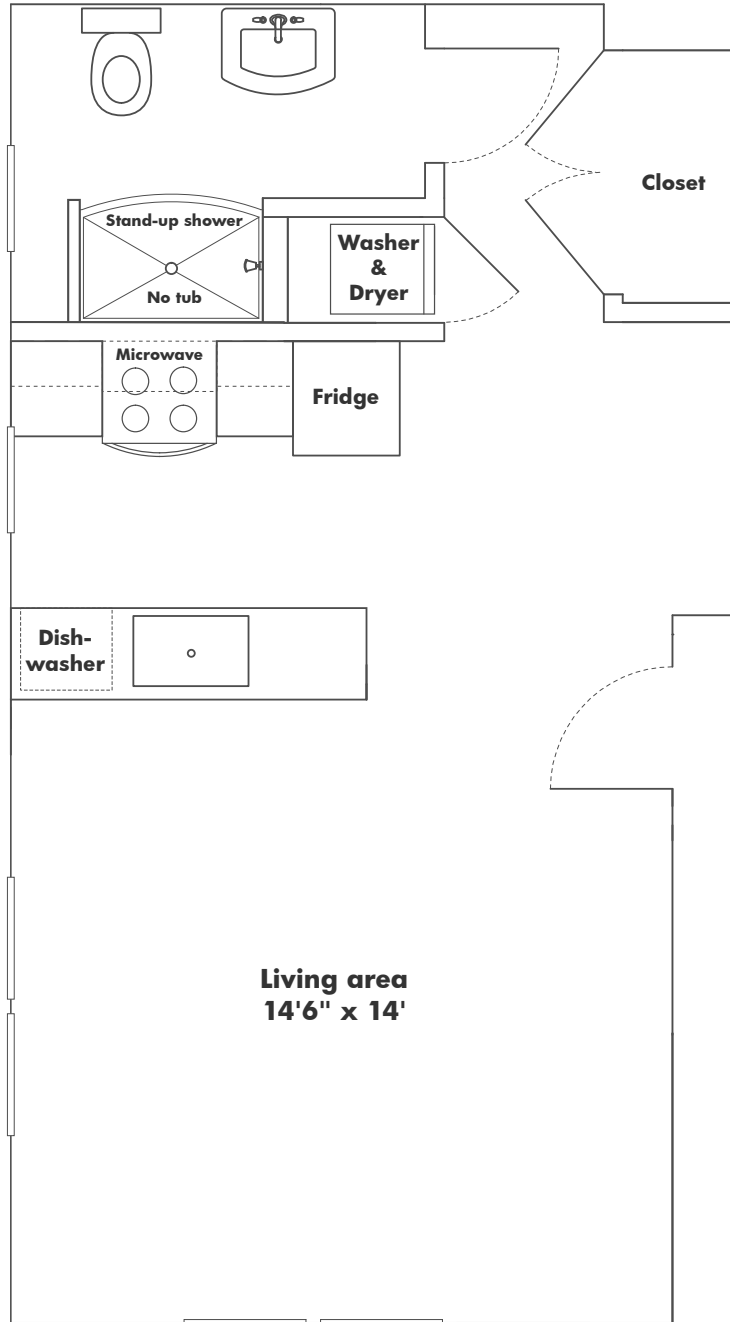 Closet
Stand-up shower
No tub
Washer
&
Dryer
Microwave
Fridge
Dish-
washer
Living area
14'6" x 14'